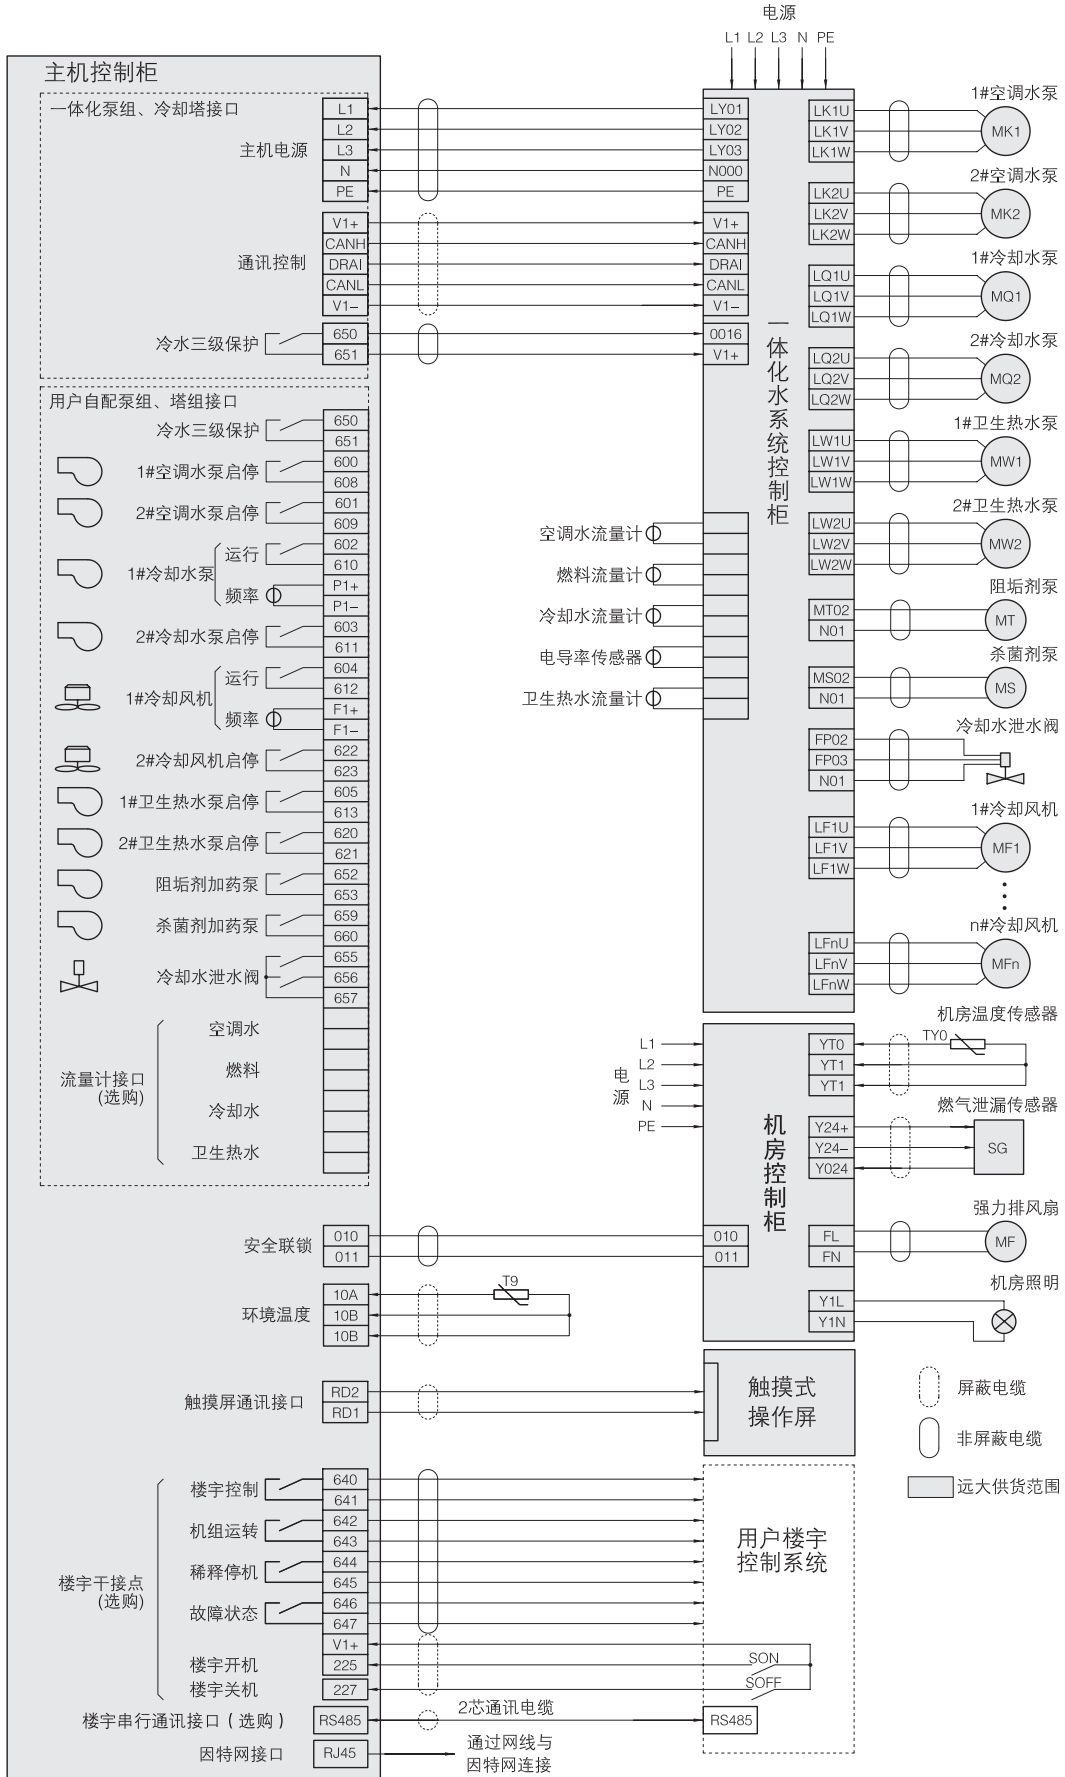 电源
L1 L2 L3 N PE
主机控制柜
一体化泵组、冷却塔接口
主机电源
L1
L2
L3
N
PE
通讯控制
V1+
CANH
DRAI
CANL
V1-
冷水三级保护
650
651
用户自配泵组、塔组接口
冷水三级保护
650
651
1#空调水泵启停
600
608
2#空调水泵启停
601
609
1#冷却水泵
运行
602
610
频率
P1+
P1-
2#冷却水泵启停
603
611
1#冷却风机
运行
604
612
频率
F1+
F1-
2#冷却风机启停
622
623
1#卫生热水泵启停
605
613
2#卫生热水泵启停
620
621
阻垢剂加药泵
652
653
杀菌剂加药泵
659
660
冷却水泄水阀
655
656
657
流量计接口
(选购)
空调水
燃料
冷却水
卫生热水
安全联锁
010
011
环境温度
10A
10B
10B
T9
触摸屏通讯接口
RD2
RD1
楼宇干接点
(选购)
楼宇控制
640
641
机组运转
642
643
稀释停机
644
645
故障状态
646
647
V1+
楼宇开机
225
楼宇关机
227
楼宇串行通讯接口(选购)
RS485
2芯通讯电缆
因特网接口
RJ45
通过网线与
因特网连接
LY01
LY02
LY03
N000
PE
V1+
CANH
DRAI
CANL
V1-
0016
V1+
一体化水系统控制柜
空调水流量计
燃料流量计
冷却水流量计
电导率传感器
卫生热水流量计
LK1U
LK1V
LK1W
1#空调水泵
MK1
LK2U
LK2V
LK2W
2#空调水泵
MK2
LQ1U
LQ1V
LQ1W
1#冷却水泵
MQ1
LQ2U
LQ2V
LQ2W
2#冷却水泵
MQ2
LW1U
LW1V
LW1W
1#卫生热水泵
MW1
LW2U
LW2V
LW2W
2#卫生热水泵
MW2
MT02
N01
阻垢剂泵
MT
MS02
N01
杀菌剂泵
MS
FP02
FP03
N01
冷却水泄水阀
LF1U
LF1V
LF1W
1#冷却风机
MF1
LFnU
LFnV
LFnW
n#冷却风机
MFn
电源
L1
L2
L3
N
PE
机房控制柜
010
011
YT0
YT1
YT1
机房温度传感器
TY0
Y24+
Y24-
Y024
燃气泄漏传感器
SG
FL
FN
强力排风扇
MF
Y1L
Y1N
机房照明
触摸式
操作屏
屏蔽电缆
非屏蔽电缆
远大供货范围
用户楼宇
控制系统
SON
SOFF
RS485